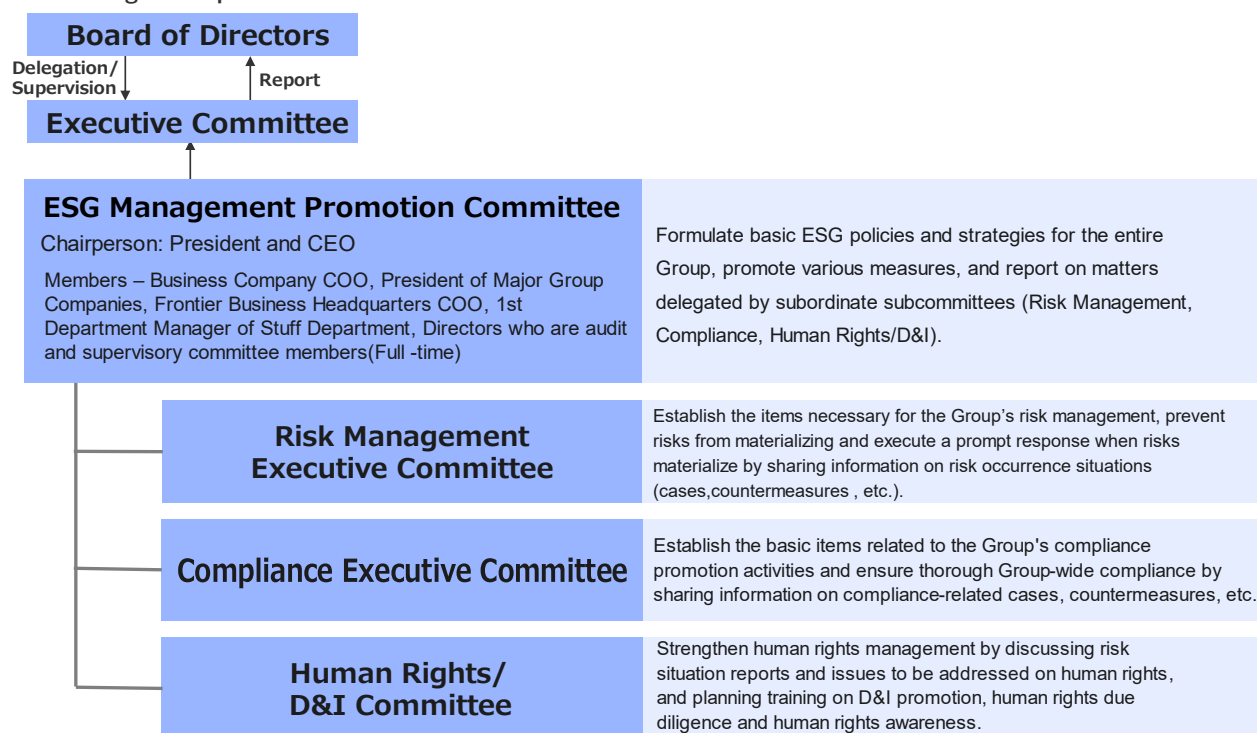 Board of Directors
Delegation/
Supervision
Report
Executive Committee
ESG Management Promotion Committee
Chairperson: President and CEO
Members – Business Company COO, President of Major Group
Companies, Frontier Business Headquarters COO, 1st
Department Manager of Stuff Department, Directors who are audit
and supervisory committee members(Full -time)
Formulate basic ESG policies and strategies for the entire
Group, promote various measures, and report on matters
delegated by subordinate subcommittees (Risk Management,
Compliance, Human Rights/D&I).
Risk Management
Executive Committee
Establish the items necessary for the Group’s risk management, prevent
risks from materializing and execute a prompt response when risks
materialize by sharing information on risk occurrence situations
(cases,countermeasures , etc.).
Compliance Executive Committee
Establish the basic items related to the Group's compliance
promotion activities and ensure thorough Group-wide compliance by
sharing information on compliance-related cases, countermeasures, etc.
Human Rights/
D&I Committee
Strengthen human rights management by discussing risk
situation reports and issues to be addressed on human rights,
and planning training on D&I promotion, human rights due
diligence and human rights awareness.